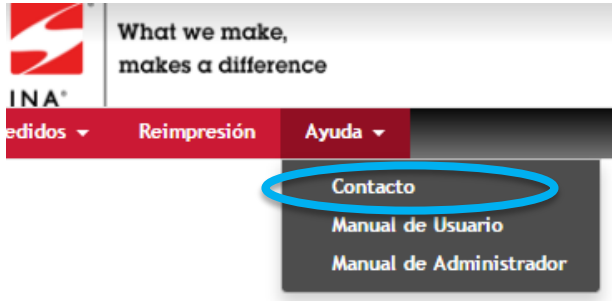 What we make,
makes a difference
INA®
edidos
Reimpresión
Ayuda
Contacto
Manual de Usuario
Manual de Administrador